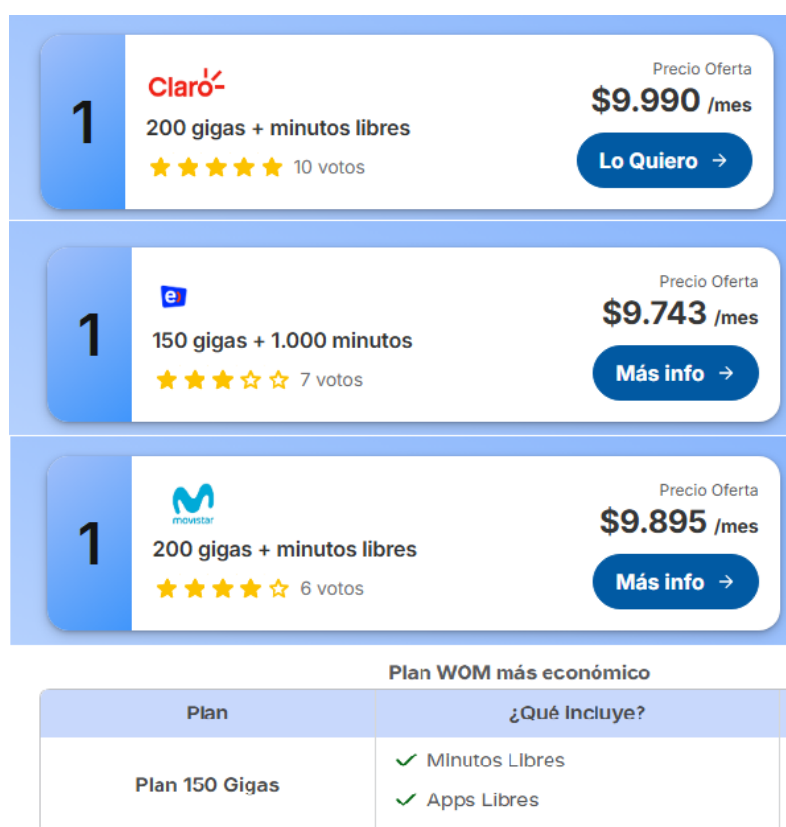 1
Claro
200 gigas + minutos libres
10 votos
Precio Oferta
$9.990 /mes
Lo Quiero →
1
e)
150 gigas + 1.000 minutos
7 votos
Precio Oferta
$9.743 /mes
Más info →
1
movistar
200 gigas + minutos libres
6 votos
Precio Oferta
$9.895 /mes
Más info →
Plan WOM más económico
Plan
¿Qué Incluye?
Plan 150 Gigas
Minutos Libres
Apps Libres